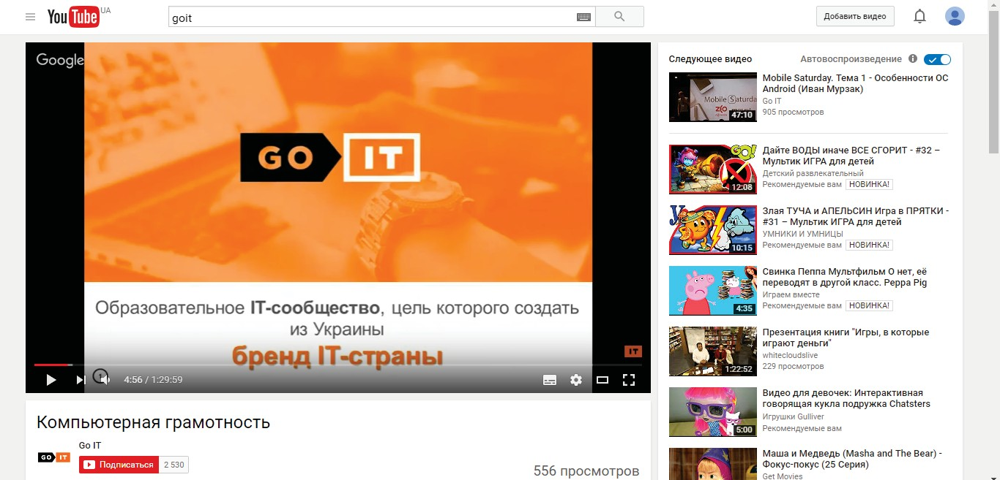 YouTube UA
goit
Добавить видео
Google
GO IT
Образовательное IT-сообщество, цель которого создать
из Украины
бренд IT-страны
IT
4:56 / 1:29:59
Компьютерная грамотность
GO IT
Go IT
Подписаться 2 530
556 просмотров
Следующее видео
Автовоспроизведение
Mobile Saturda
47:10
Mobile Saturday. Тема 1 - Особенности ОС
Android (Иван Мурзак)
Go IT
905 просмотров
GO!
12:08
Дайте ВОДЫ иначе ВСЕ СГОРИТ - #32 –
Мультик ИГРА для детей
Детский развлекательный
Рекомендуемые вам НОВИНКА!
У
10:15
Злая ТУЧА и АПЕЛЬСИН Игра в ПРЯТКИ -
#31 – Мультик ИГРА для детей
УМНИКИ И УМНИЦЫ
Рекомендуемые вам НОВИНКА!
4:35
Свинка Пеппа Мультфильм О нет, её
переводят в другой класс. Peppa Pig
Играем вместе
Рекомендуемые вам НОВИНКА!
1:22:52
Презентация книги "Игры, в которые
играют деньги"
whitecloudslive
229 просмотров
5:00
Видео для девочек: Интерактивная
говорящая кукла подружка Chatsters
Игрушки Gulliver
Рекомендуемые вам
Маша и Медведь (Masha and The Bear) -
Фокус-покус (25 Серия)
Get Movies